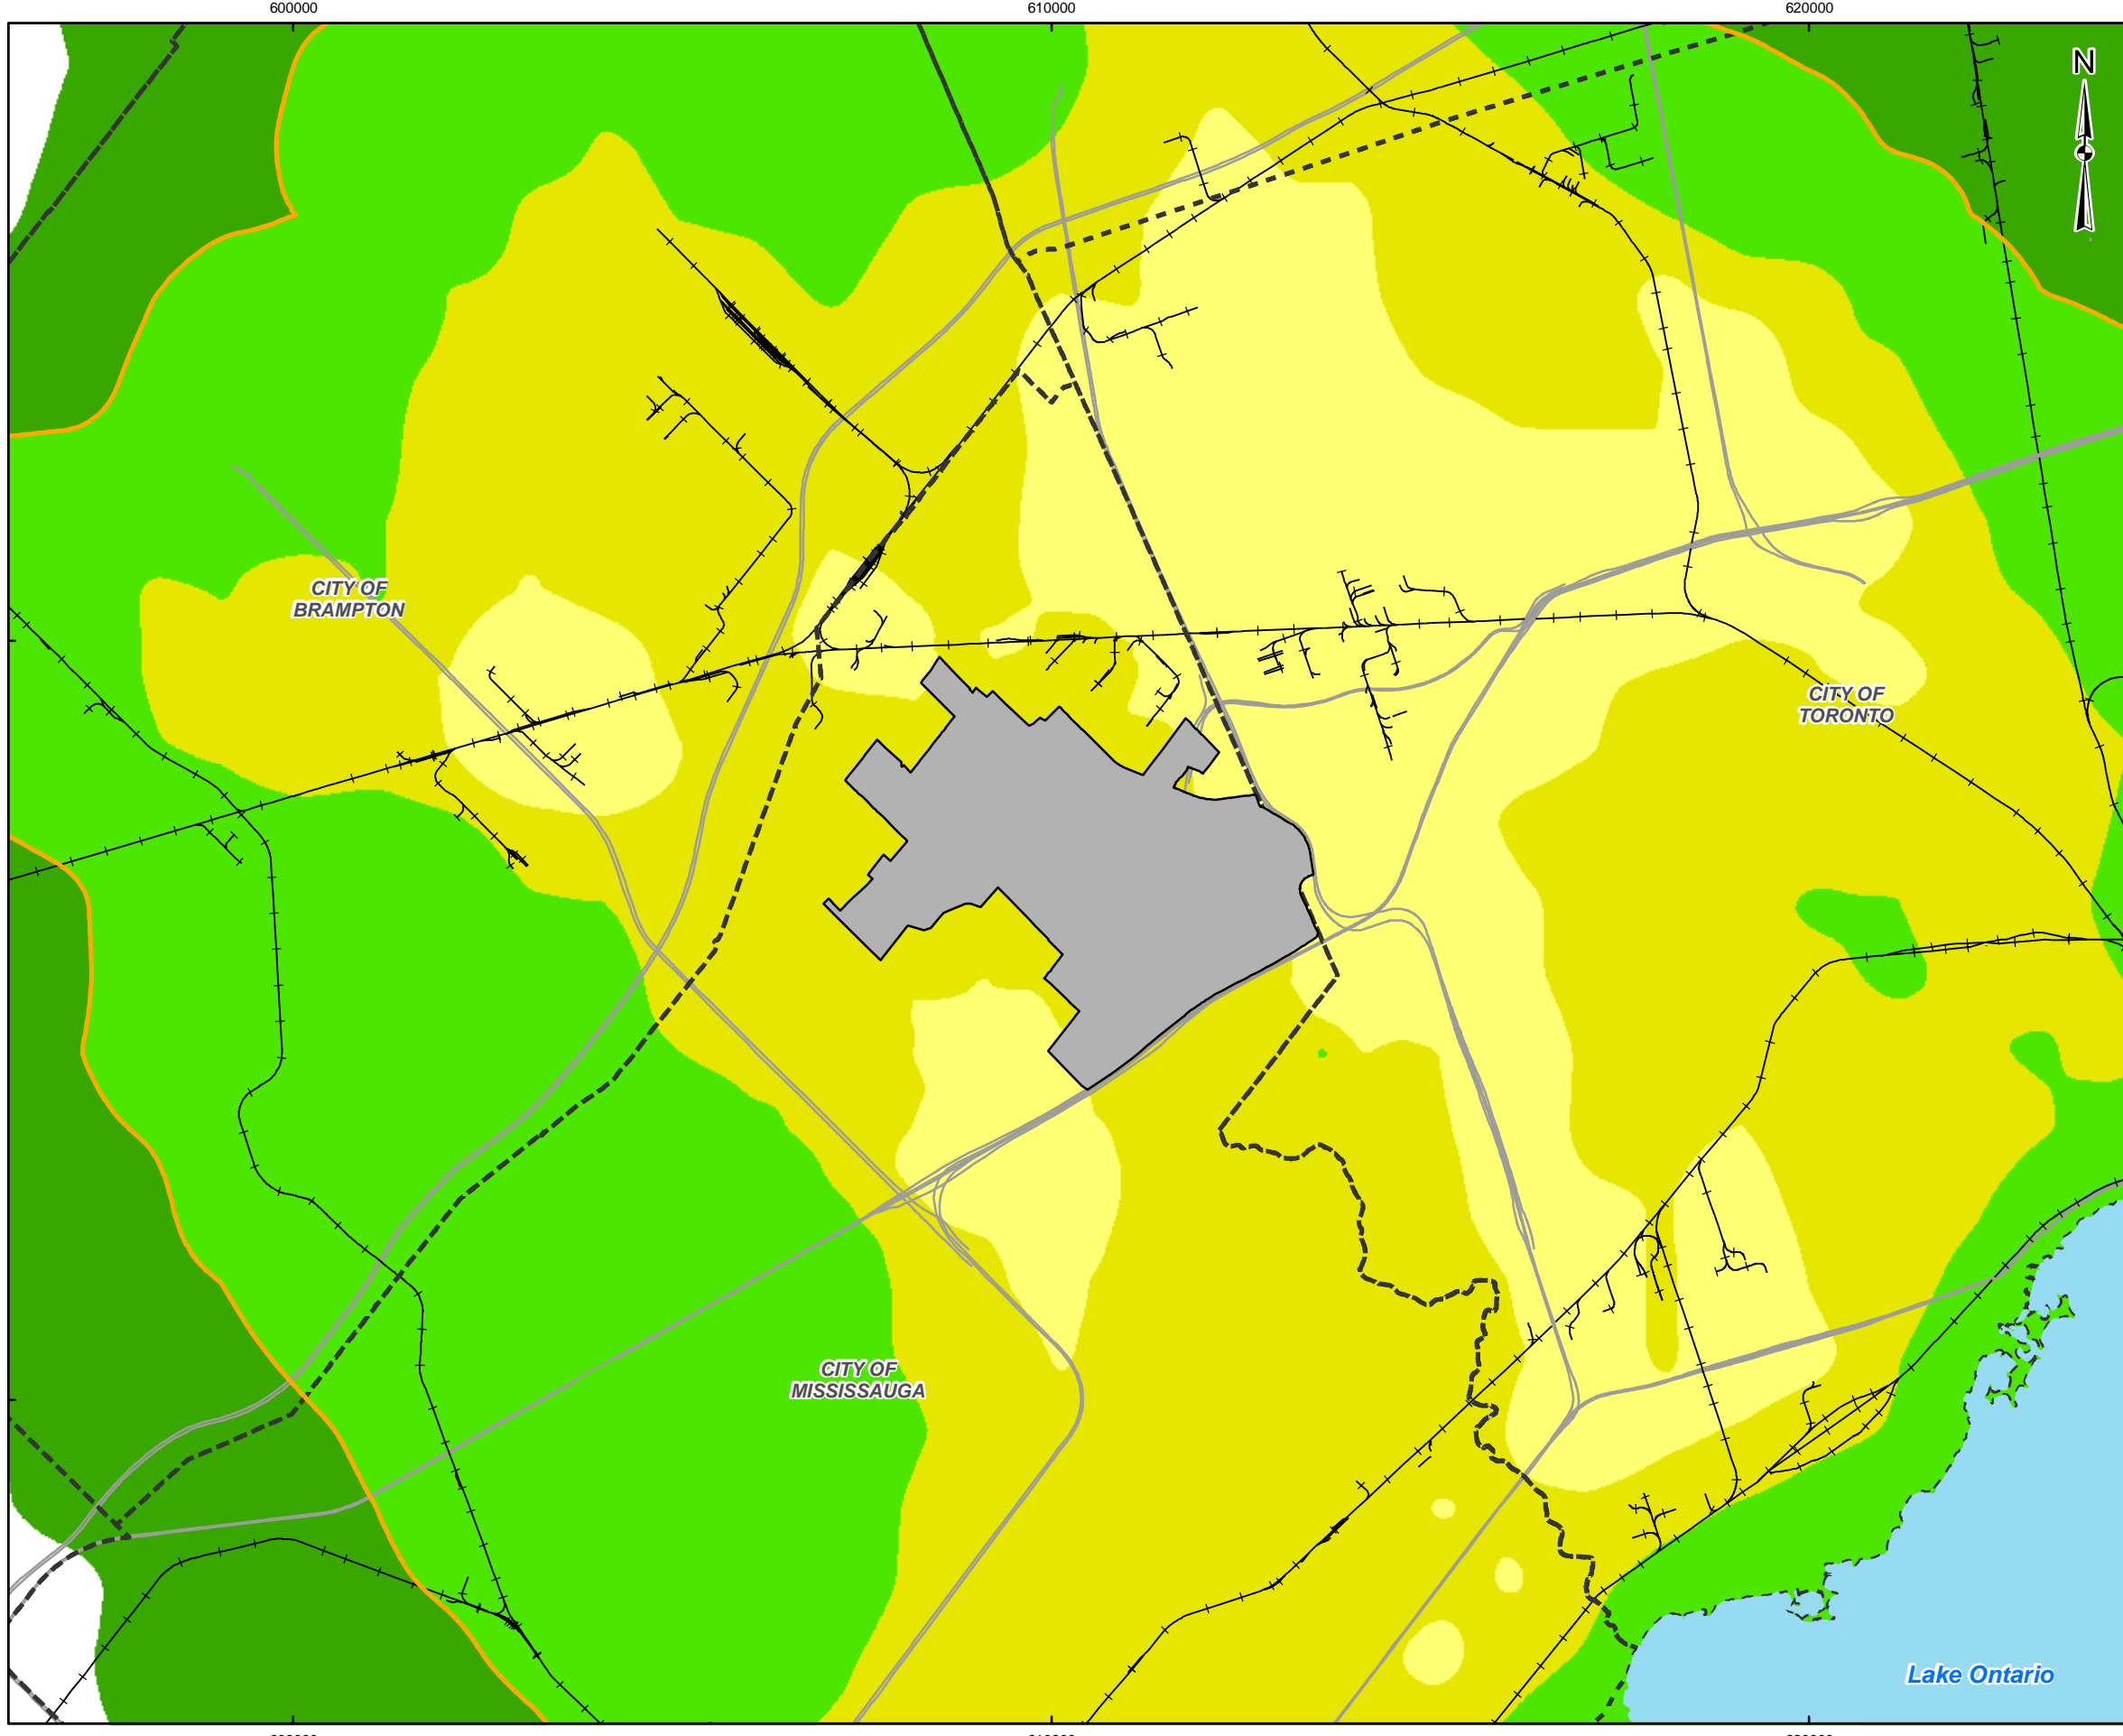 600000
610000
620000
N
CITY OF
BRAMPTON
CITY OF
TORONTO
CITY OF
MISSISSAUGA
Lake Ontario